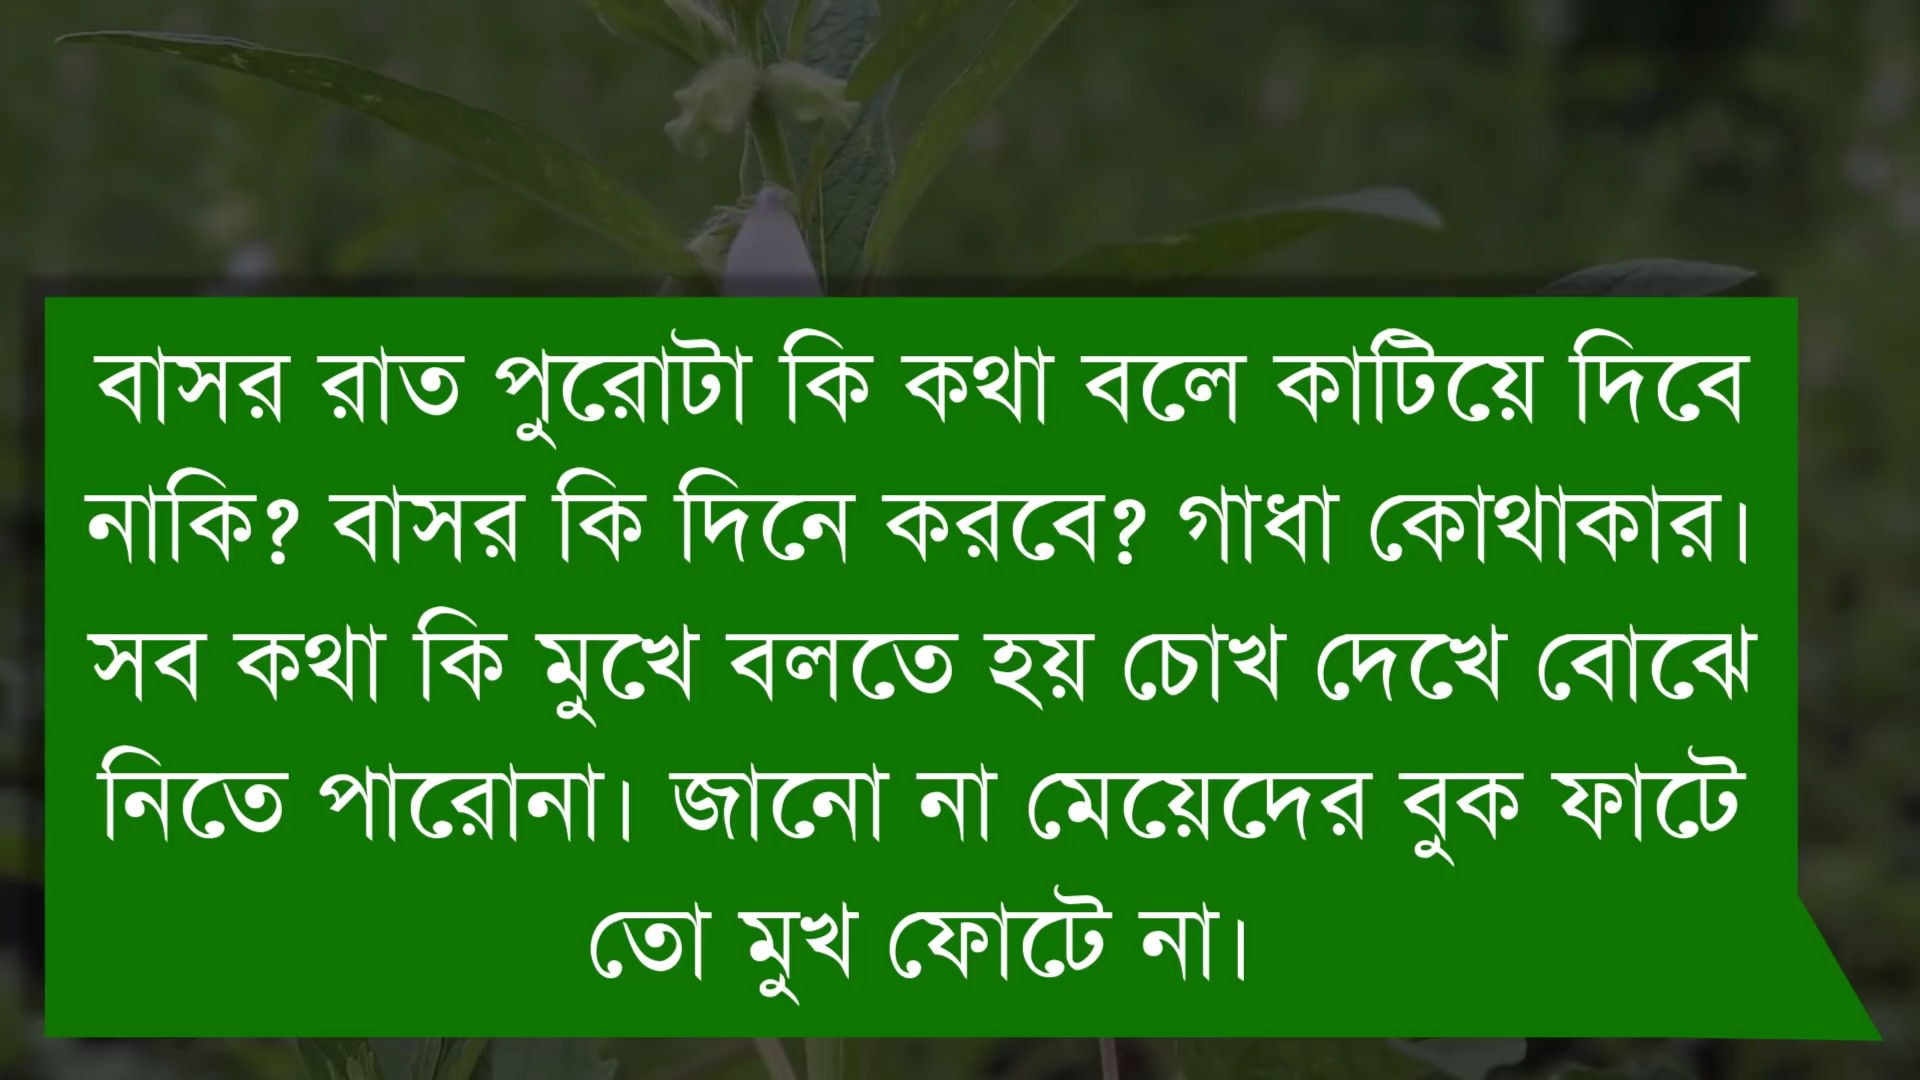 বাসর রাত পুরোটা কি কথা বলে কাটিয়ে দিবে
নাকি? বাসর কি দিনে করবে? গাধা কোথাকার।
সব কথা কি মুখে বলতে হয় চোখ দেখে বোঝে
নিতে পারোনা। জানো না মেয়েদের বুক ফাটে
তো মুখ ফোটে না।